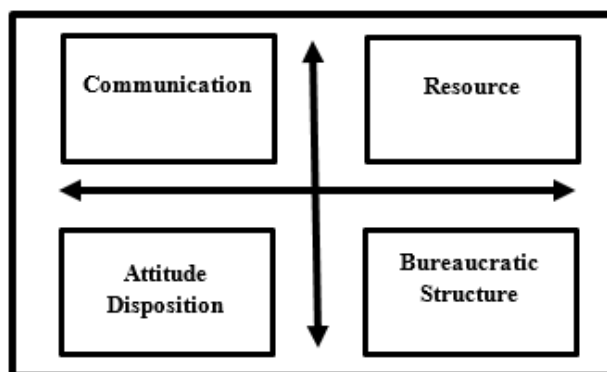 Communication
Resource
Attitude
Disposition
Bureaucratic
Structure